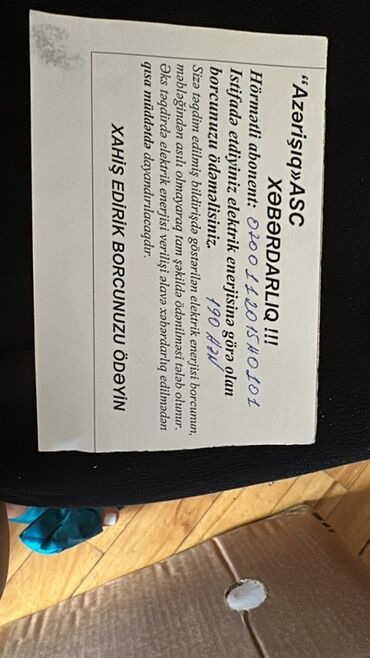 "Azərişıq»ASC
XƏBƏRDARLIQ !!!
Hörmətli abonent: 0200112015140101
Istifadə etdiyiniz elektrik enerjisinə görə olan
borcunuzu ödəməlisiniz. 190 AZN
Sizə təqdim edilmiş bildirişdə göstərilən elektrik enerjisi borcunun,
məbləğindən asılı olmayaraq tam şəkildə ödənilməsi tələb olunur.
Əks təqdirdə elektrik enerjisi verilişi əlavə xəbərdarlıq edilmədən
qısa müddətdə dayandırılacaqdır.
XAHİŞ EDİRİK BORCUNUZU ÖDƏYİN